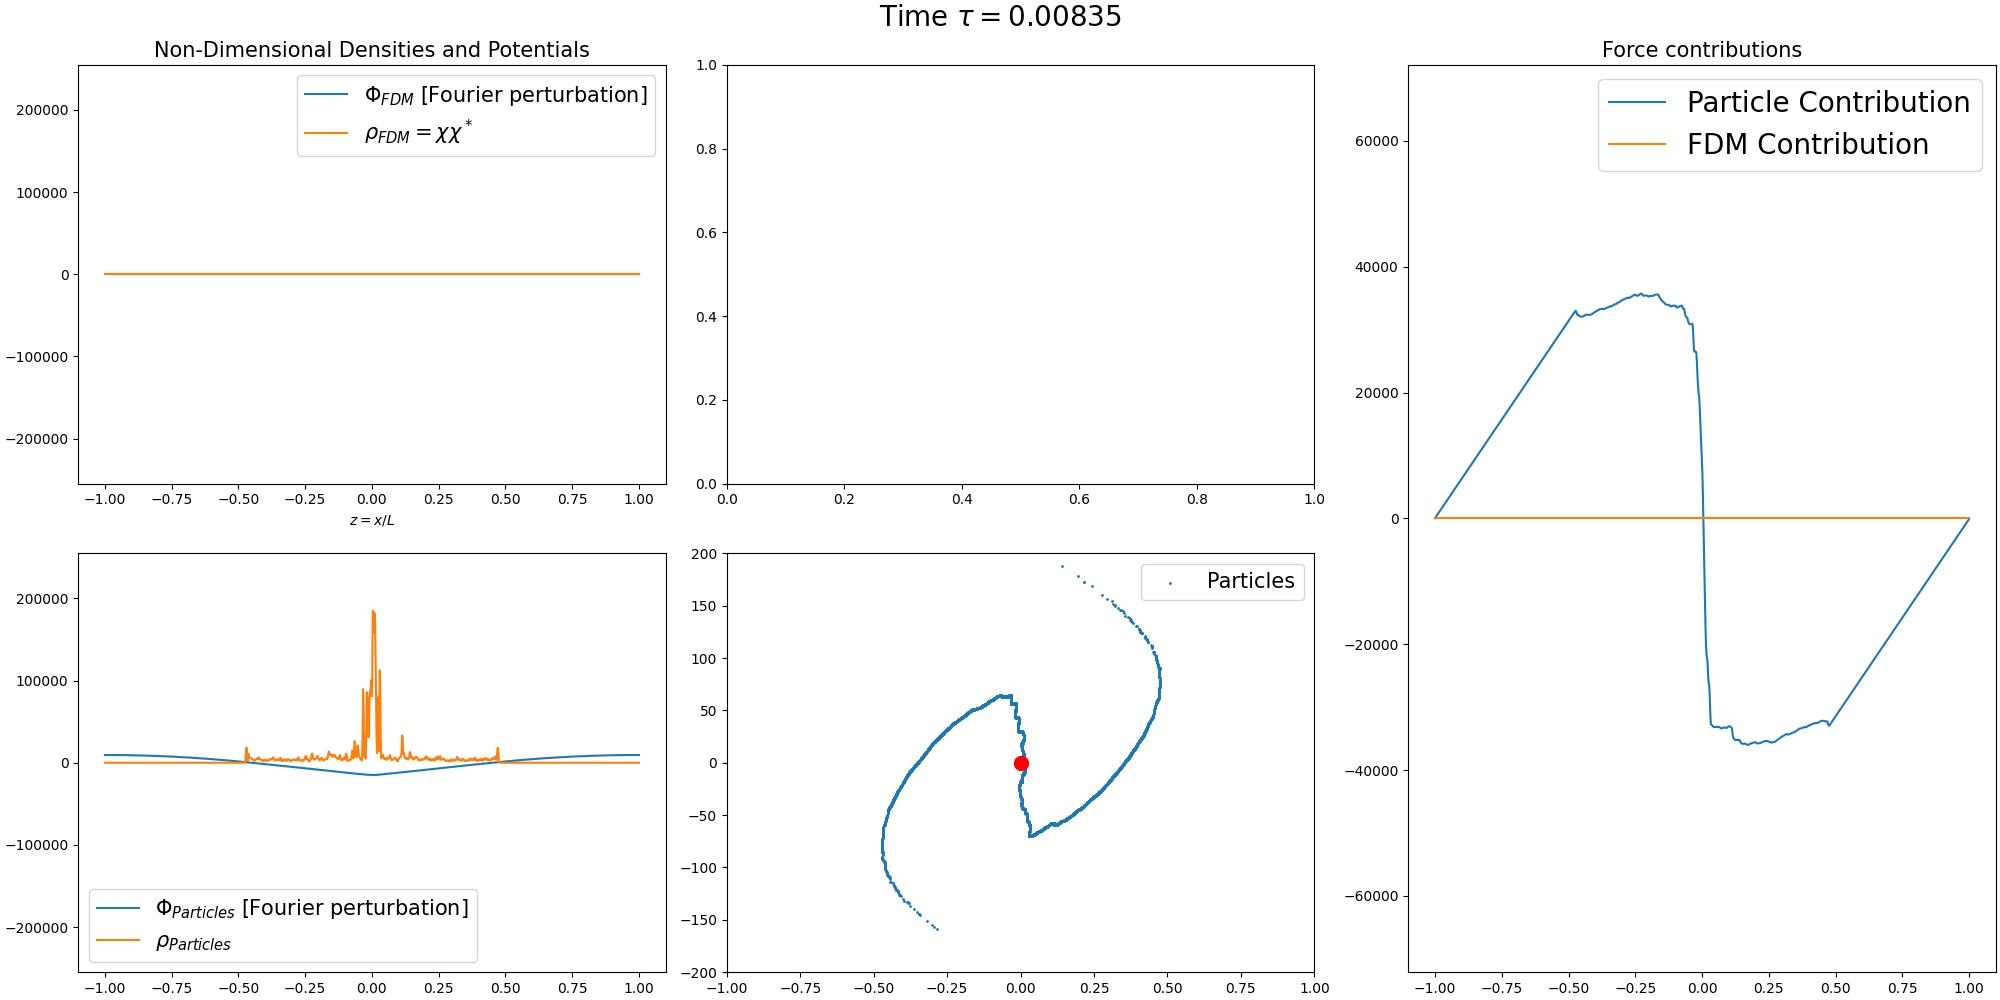 Time τ = 0.00835
Non-Dimensional Densities and Potentials
Φ_FDM [Fourier perturbation]
ρ_FDM = χχ*
200000
100000
0
−100000
−200000
−1.00 −0.75 −0.50 −0.25 0.00 0.25 0.50 0.75 1.00
z = x/L
1.0
0.8
0.6
0.4
0.2
0.0
0.0 0.2 0.4 0.6 0.8 1.0
Force contributions
Particle Contribution
FDM Contribution
60000
40000
20000
0
−20000
−40000
−60000
−1.00 −0.75 −0.50 −0.25 0.00 0.25 0.50 0.75 1.00
200000
100000
0
−100000
−200000
Φ_Particles [Fourier perturbation]
ρ_Particles
−1.00 −0.75 −0.50 −0.25 0.00 0.25 0.50 0.75 1.00
Particles
200
150
100
50
0
−50
−100
−150
−200
−1.00 −0.75 −0.50 −0.25 0.00 0.25 0.50 0.75 1.00